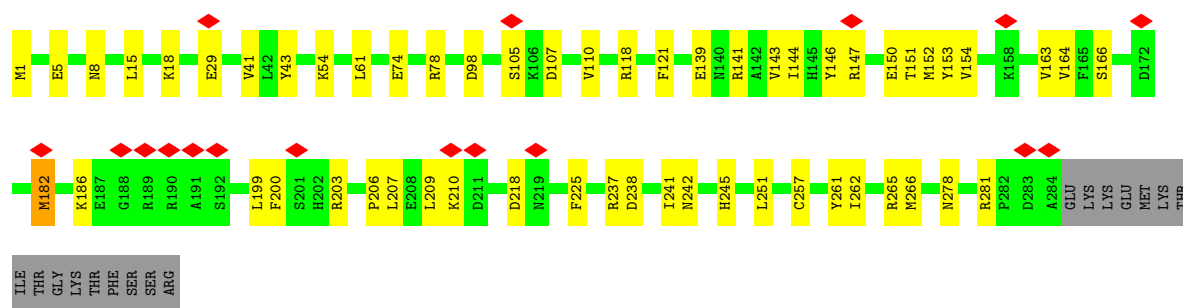 M1 E5 N8 L15 K18 E29 V41 L42 Y43 K54 L61 E74 R78 D98 S105 K106 D107 V110 R118 F121 E139 N140 R141 A142 V143 I144 H145 Y146 R147 E150 T151 M152 Y153 V154 K158 V163 V164 F165 S166 D172
M182 K186 E187 G188 R189 R190 A191 S192 L199 F200 S201 H202 R203 P206 L207 E208 L209 K210 D211 D218 N219 F225 R237 D238 I241 N242 H245 L251 C257 Y261 I262 R265 M266 N278 R281 P282 D283 A284 GLU LYS LYS GLU MET LYS THR
ILE THR GLY LYS THR PHE SER SER ARG